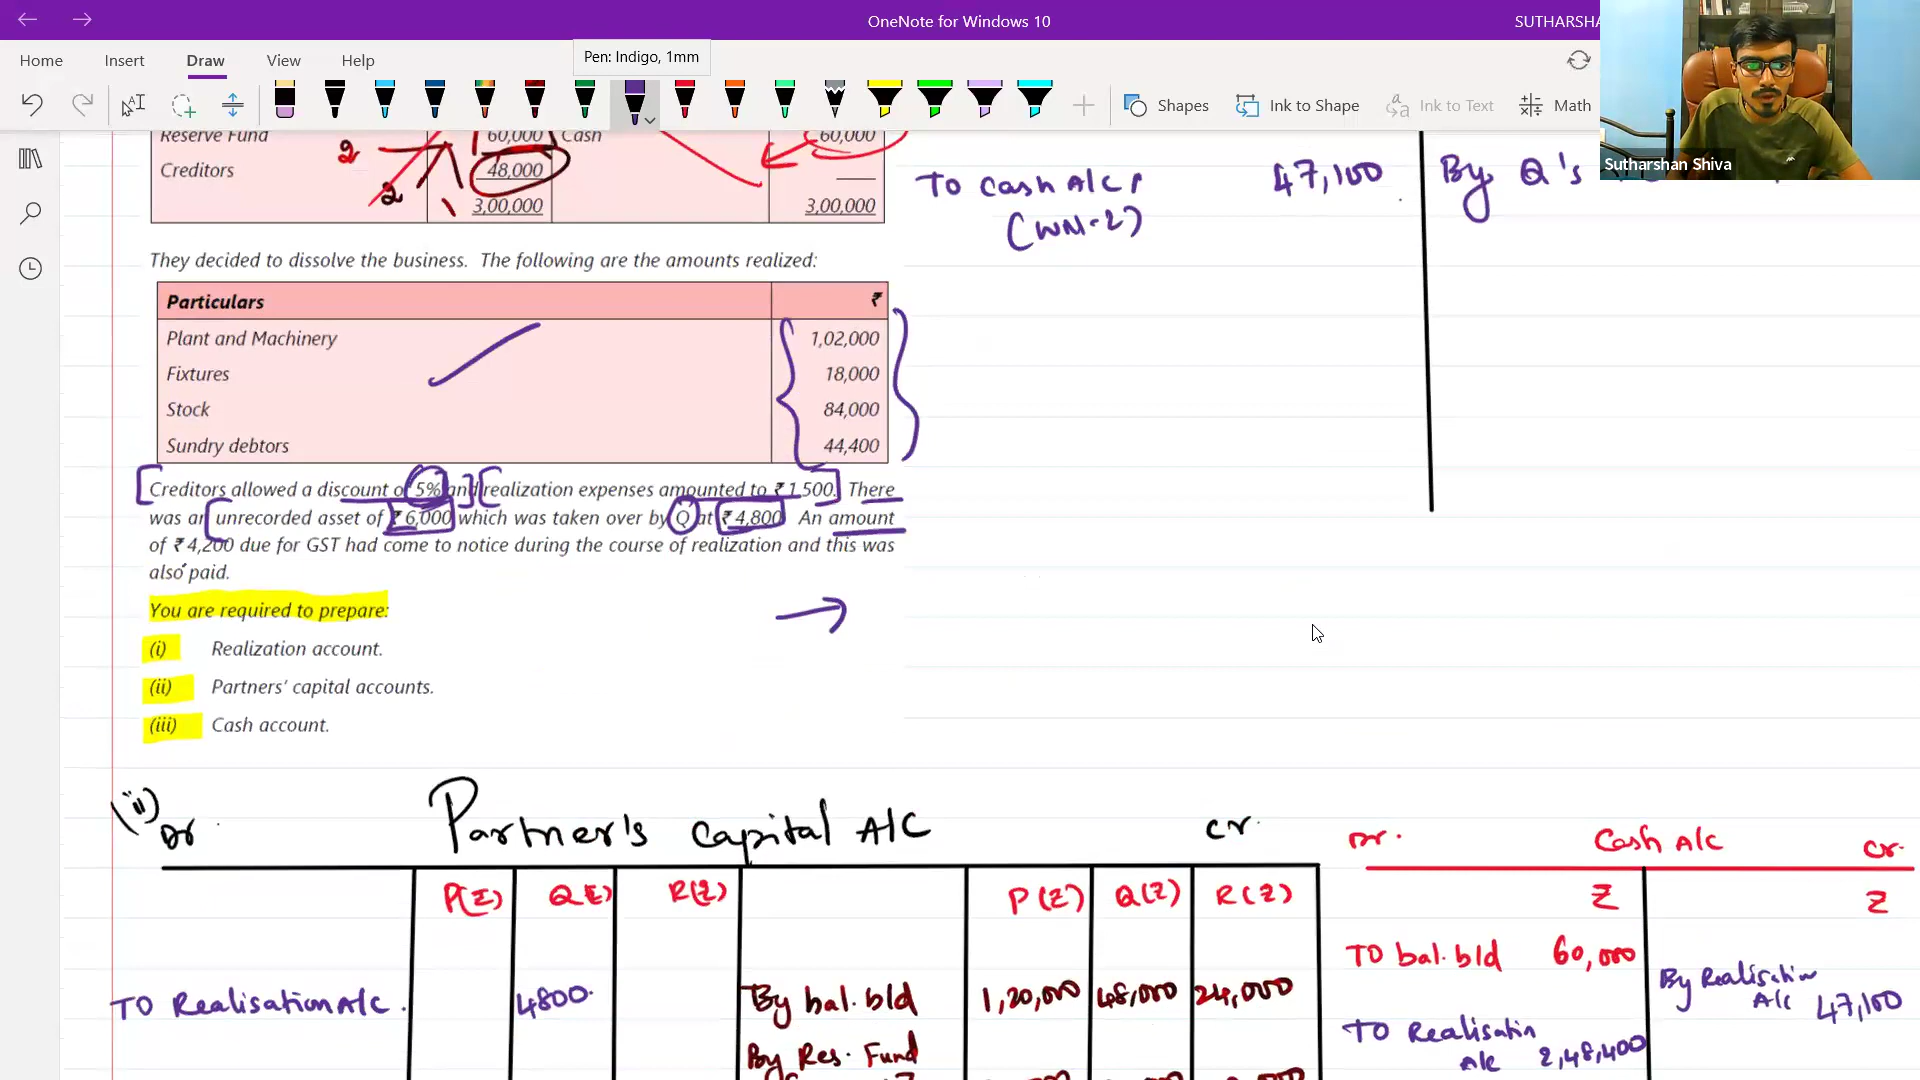 OneNote for Windows 10
SUTHARSHA
Home Insert Draw View Help
Pen: Indigo, 1mm
Shapes Ink to Shape Ink to Text Math
Sutharshan Shiva
Reserve Fund 60,000 Cash 60,000
2
Creditors 48,000
2
3,00,000 3,00,000
To Cash A/C 47,100 By Q's
(WN-2)
They decided to dissolve the business. The following are the amounts realized:
Particulars ₹
Plant and Machinery 1,02,000
Fixtures 18,000
Stock 84,000
Sundry debtors 44,400
Creditors allowed a discount of 5% and realization expenses amounted to ₹ 1,500. There
was an unrecorded asset of ₹ 6,000 which was taken over by Q at ₹ 4,800. An amount
of ₹ 4,200 due for GST had come to notice during the course of realization and this was
also paid.
You are required to prepare:
(i) Realization account.
(ii) Partners' capital accounts.
(iii) Cash account.
(ii) Dr Partner's Capital A/C Cr.
P(₹) Q(₹) R(₹) P(₹) Q(₹) R(₹)
To Realisation A/c. 4800. By bal. b/d 1,20,000 48,000 24,000
By Res. Fund
Dr. Cash A/c Cr.
₹ ₹
To bal. b/d 60,000
By Realisation
A/c 47,100
To Realisatin
A/c 2,48,400